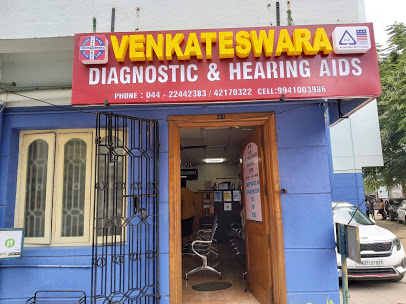 VENKATESWARA
DIAGNOSTIC & HEARING AIDS
PHONE : 044 - 22442383 / 42170322 CELL:9941003986